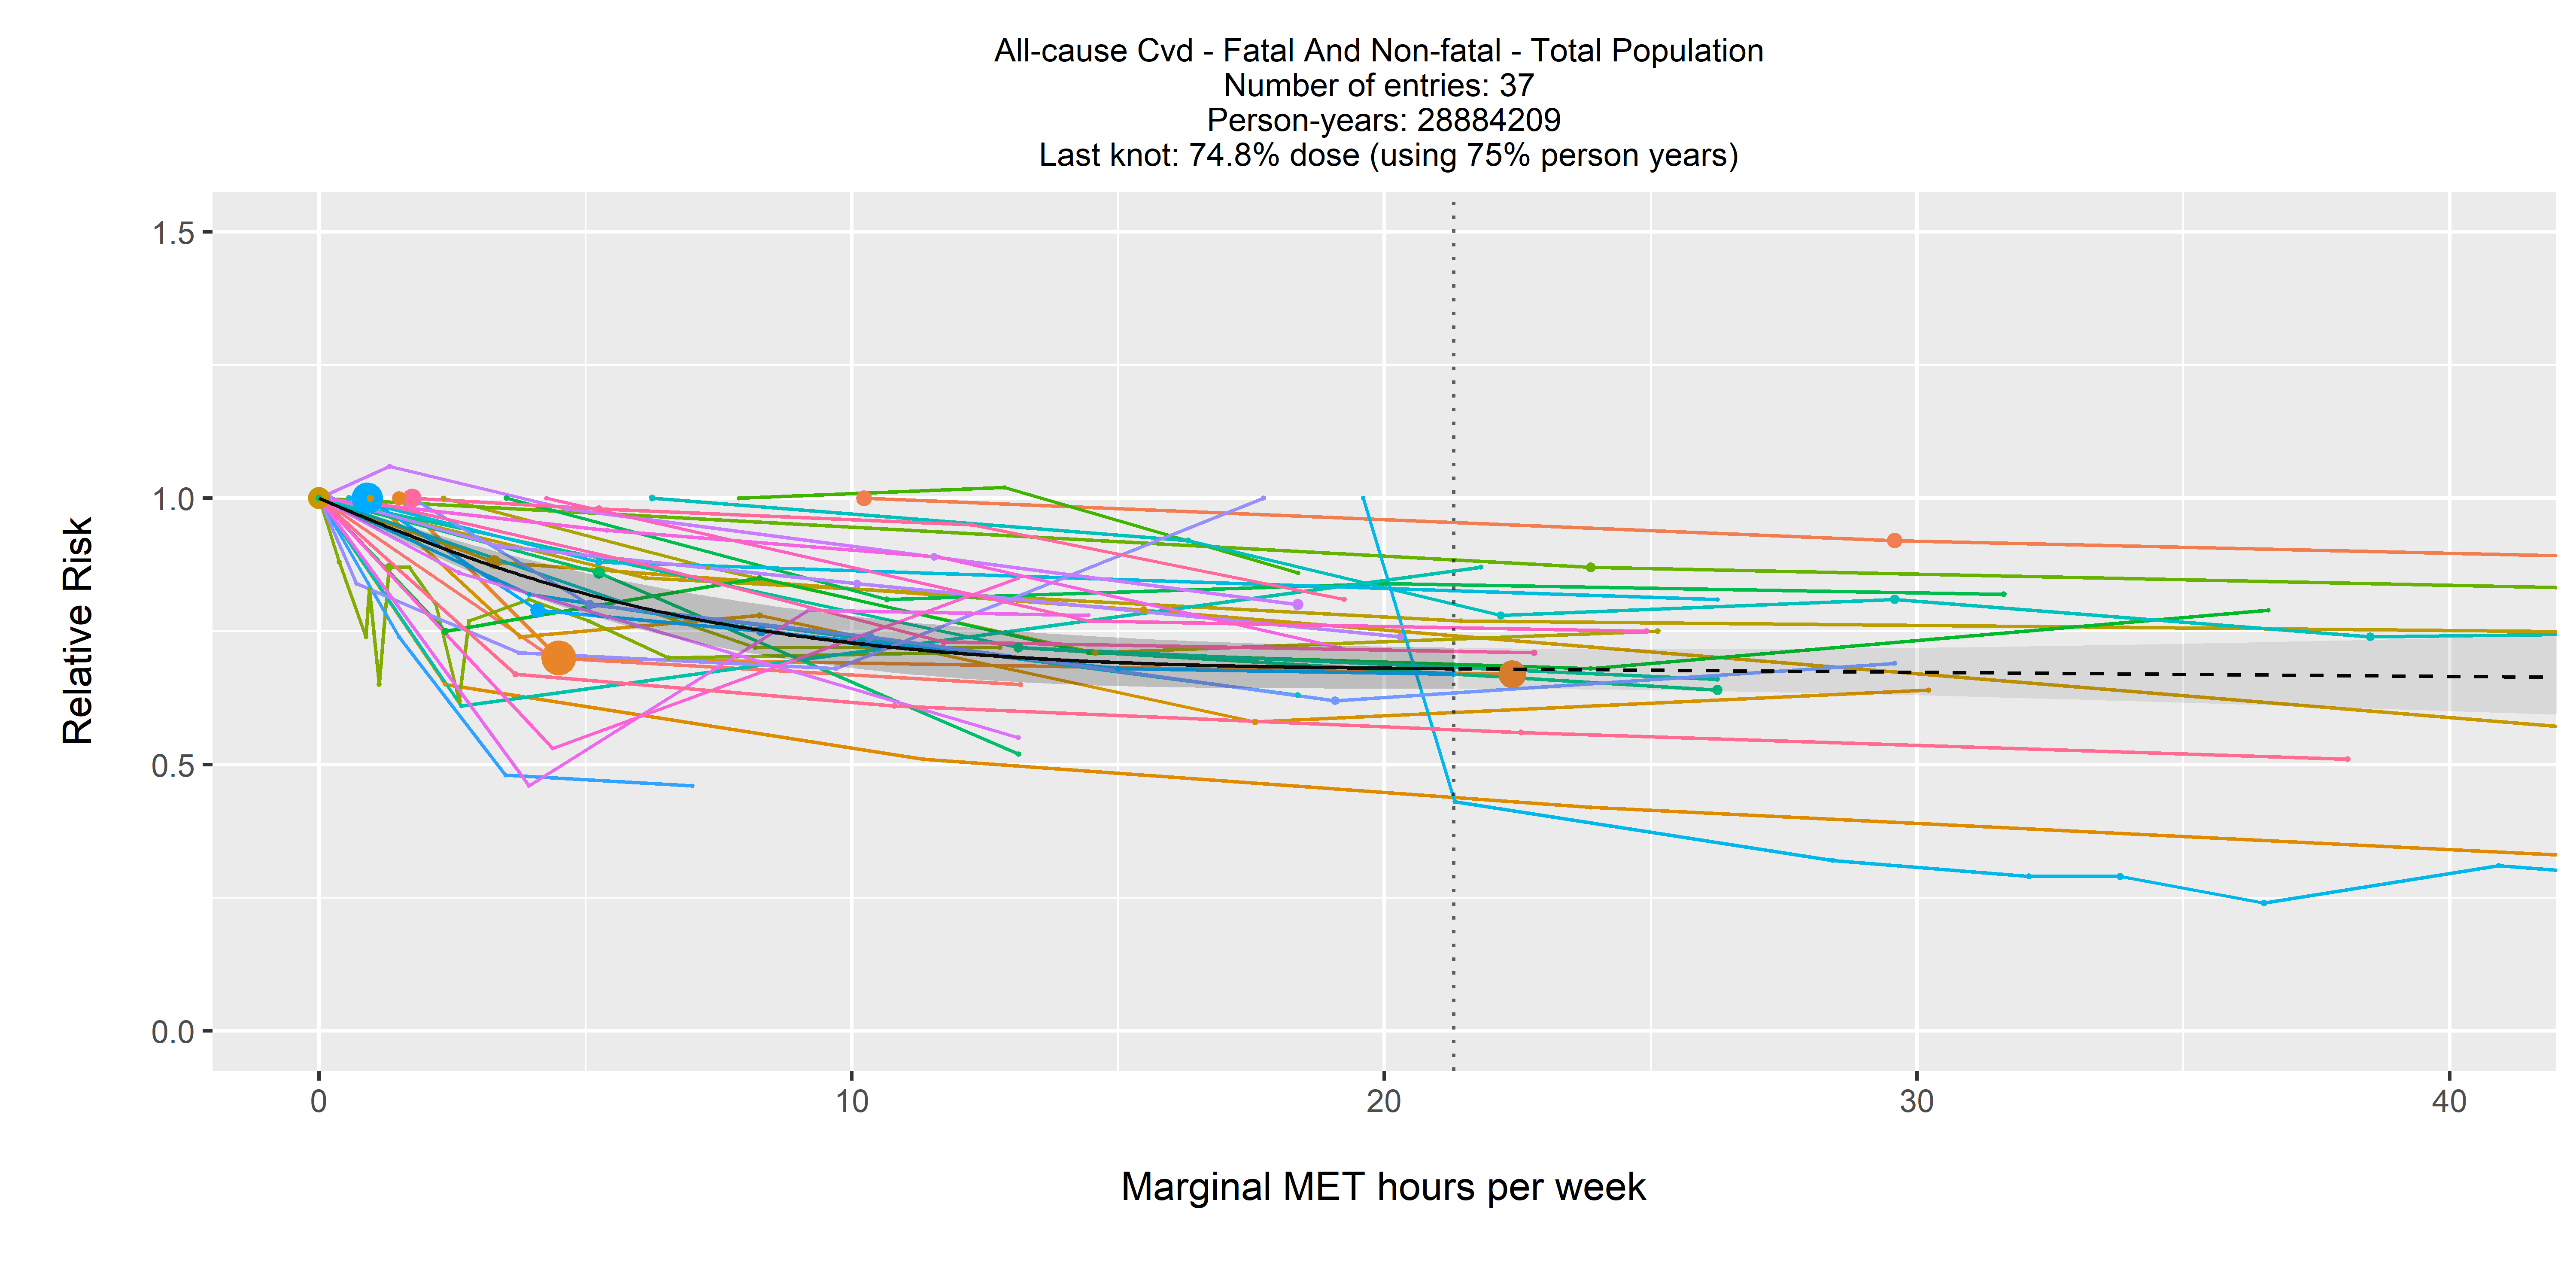 All-cause Cvd - Fatal And Non-fatal - Total Population
Number of entries: 37
Person-years: 28884209
Last knot: 74.8% dose (using 75% person years)
1.5
1.0
0.5
0.0
Relative Risk
0 10 20 30 40
Marginal MET hours per week